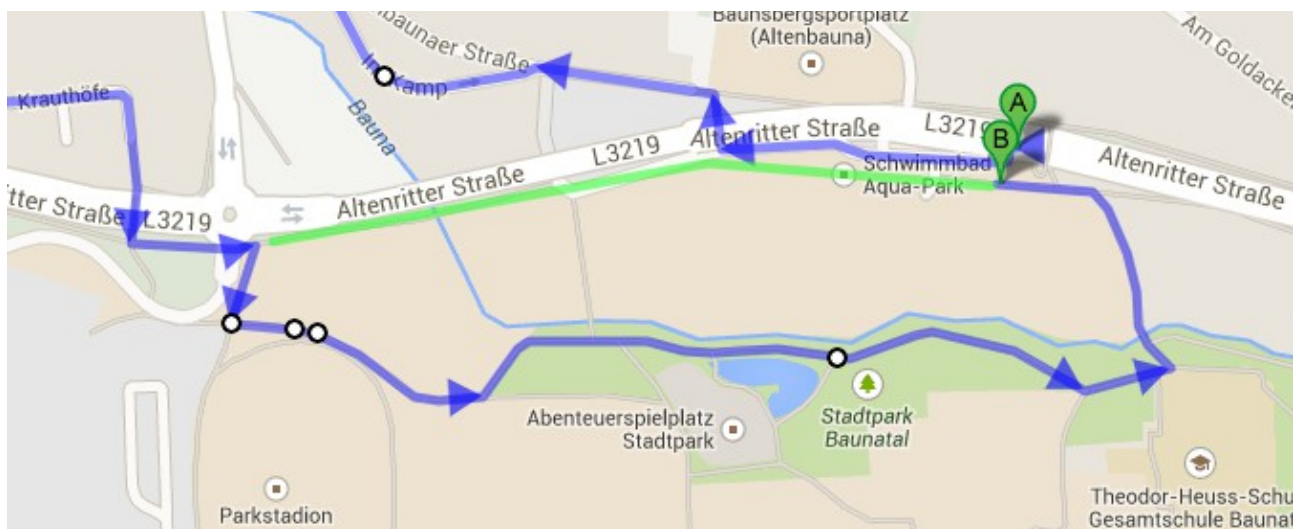 Baunsbergsportplatz
(Altenbauna)
Am Goldacker
nbaunaer Straße
Im Kamp
Krauthöfe
Bauna
A
B
Altenritter Straße
L3219
Altenritter Straße
L3219
Altenritter Straße
Schwimmbad
Aqua-Park
tter Straße
L3219
Abenteuerspielplatz
Stadtpark
Stadtpark
Baunatal
Parkstadion
Theodor-Heuss-Schu
Gesamtschule Baunat